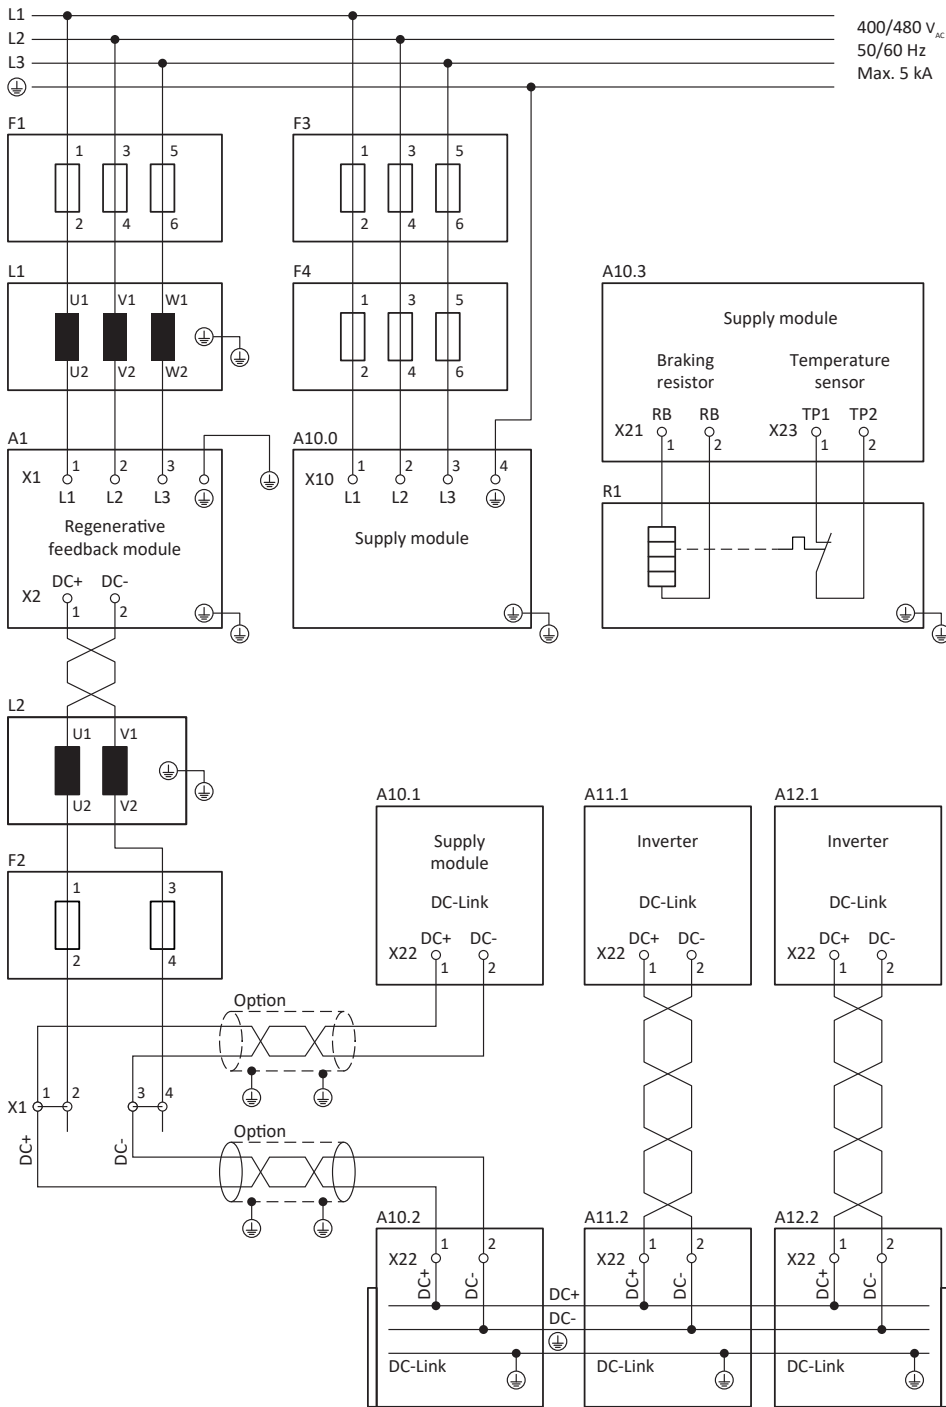 L1
L2
L3
400/480 V AC
50/60 Hz
Max. 5 kA
F1
1 3 5
2 4 6
F3
1 3 5
2 4 6
L1
U1 V1 W1
U2 V2 W2
F4
1 3 5
2 4 6
A10.3
Supply module
Braking resistor
Temperature sensor
X21
RB RB
1 2
X23
TP1 TP2
1 2
R1
A1
X1
1 2 3
L1 L2 L3
Regenerative
feedback module
X2
DC+ DC-
1 2
A10.0
X10
1 2 3 4
L1 L2 L3
Supply module
L2
U1 V1
U2 V2
F2
1 3
2 4
A10.1
Supply
module
DC-Link
X22
DC+ DC-
1 2
A11.1
Inverter
DC-Link
X22
DC+ DC-
1 2
A12.1
Inverter
DC-Link
X22
DC+ DC-
1 2
Option
X1
1 2 3 4
DC+ DC-
Option
A10.2
X22
1 2
DC+ DC-
DC-Link
DC+
DC-
A11.2
X22
1 2
DC+ DC-
DC-Link
A12.2
X22
1 2
DC+ DC-
DC-Link